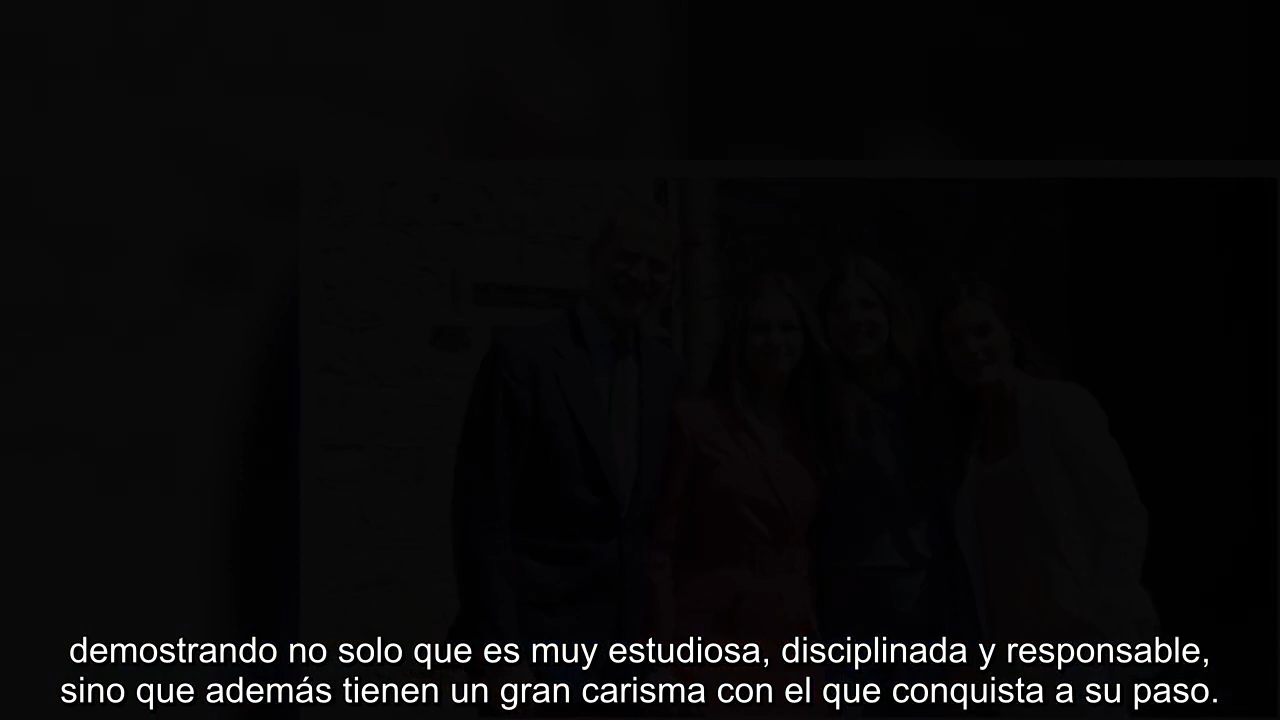 demostrando no solo que es muy estudiosa, disciplinada y responsable,
sino que además tienen un gran carisma con el que conquista a su paso.